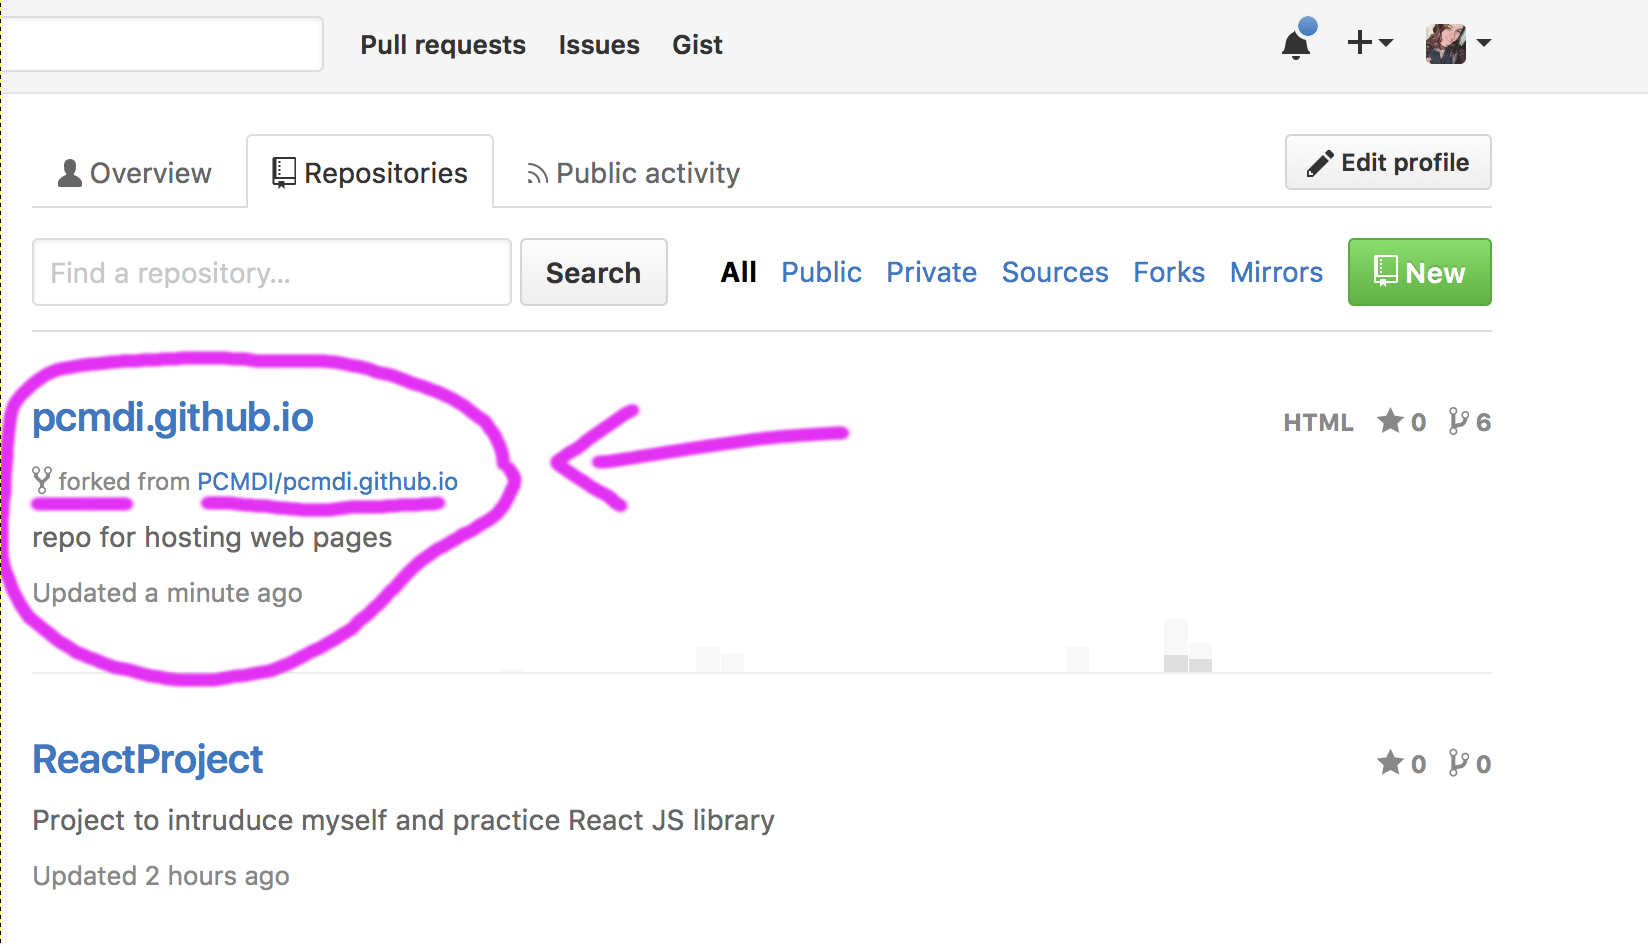 Pull requests Issues Gist
Overview Repositories Public activity Edit profile
Find a repository... Search All Public Private Sources Forks Mirrors New
pcmdi.github.io HTML 0 6
forked from PCMDI/pcmdi.github.io
repo for hosting web pages
Updated a minute ago
ReactProject 0 0
Project to intruduce myself and practice React JS library
Updated 2 hours ago